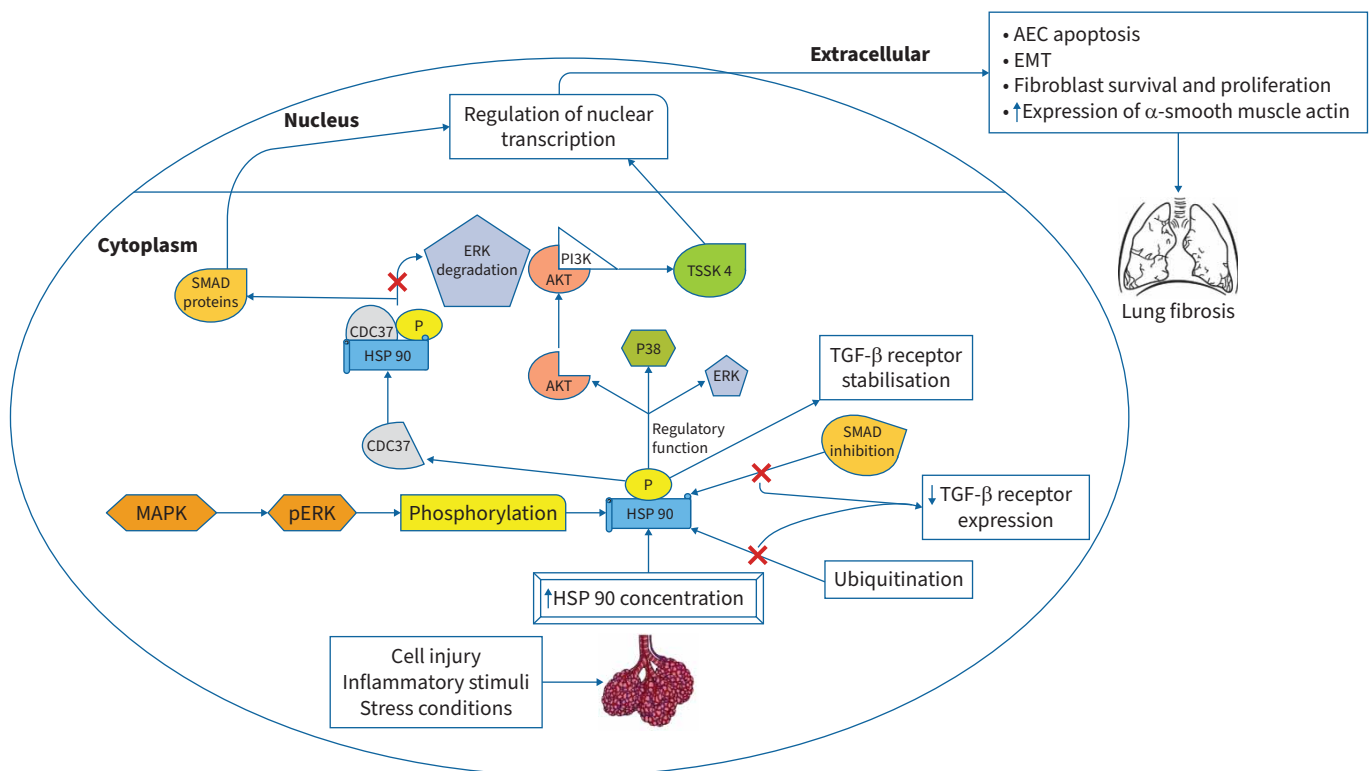 Extracellular
• AEC apoptosis
• EMT
• Fibroblast survival and proliferation
• ↑Expression of α-smooth muscle actin
Nucleus
Regulation of nuclear
transcription
Cytoplasm
SMAD
proteins
ERK
degradation
PI3K
AKT
TSSK 4
Lung fibrosis
CDC37
P
HSP 90
P38
AKT
ERK
TGF-β receptor
stabilisation
CDC37
Regulatory
function
SMAD
inhibition
MAPK
pERK
Phosphorylation
P
HSP 90
↓ TGF-β receptor
expression
Ubiquitination
↑HSP 90 concentration
Cell injury
Inflammatory stimuli
Stress conditions